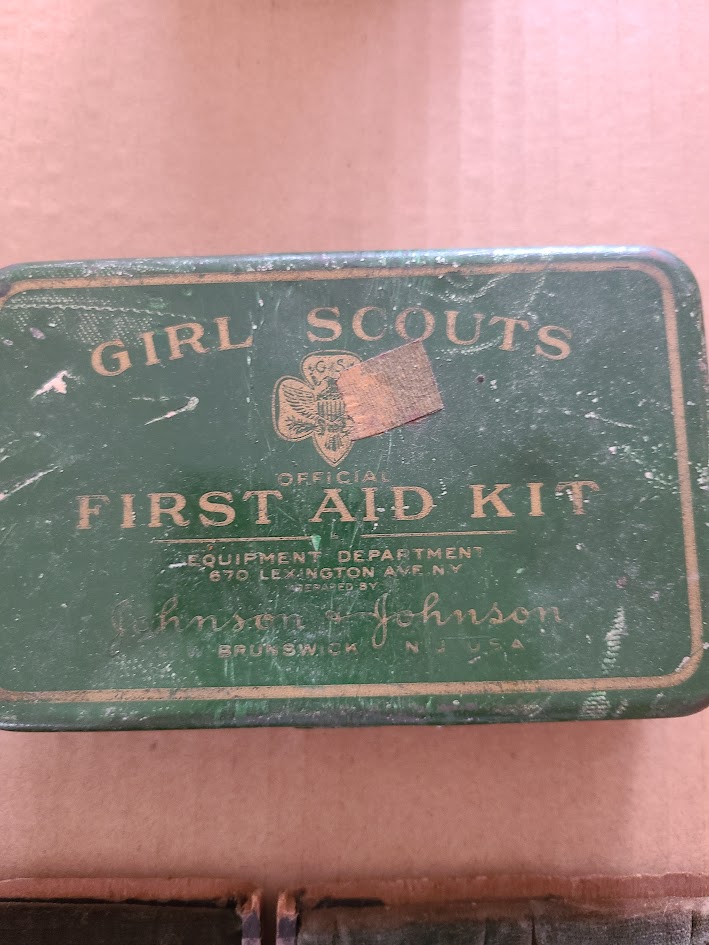 GIRL SCOUTS
G S
OFFICIAL
FIRST AID KIT
EQUIPMENT DEPARTMENT
670 LEXINGTON AVE. NY
PREPARED BY
Johnson & Johnson
BRUNSWICK N J USA